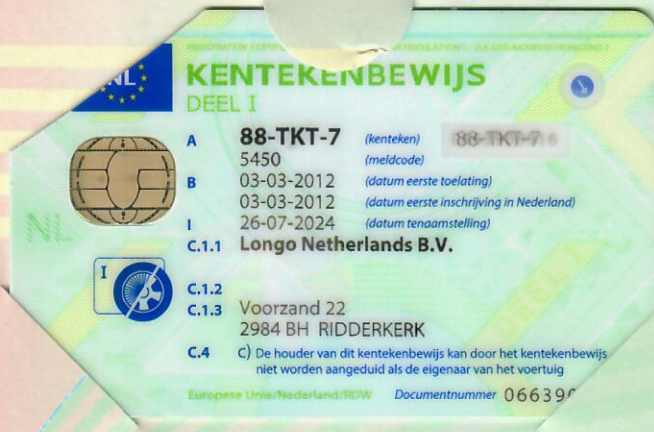 NL
KENTEKENBEWIJS
DEEL I
A 88-TKT-7 (kenteken) 88-TKT-7
5450 (meldcode)
B 03-03-2012 (datum eerste toelating)
03-03-2012 (datum eerste inschrijving in Nederland)
I 26-07-2024 (datum tenaamstelling)
C.1.1 Longo Netherlands B.V.
NL
I
C.1.2
C.1.3 Voorzand 22
2984 BH RIDDERKERK
C.4 C) De houder van dit kentekenbewijs kan door het kentekenbewijs
niet worden aangeduid als de eigenaar van het voertuig
Europese Unie/Nederland/RDW Documentnummer 06639